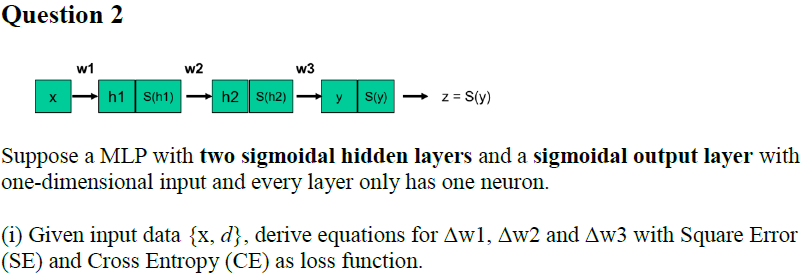 Question 2
w1 w2 w3
x h1 S(h1) h2 S(h2) y S(y) z = S(y)
Suppose a MLP with two sigmoidal hidden layers and a sigmoidal output layer with
one-dimensional input and every layer only has one neuron.
(i) Given input data {x, d}, derive equations for Δw1, Δw2 and Δw3 with Square Error
(SE) and Cross Entropy (CE) as loss function.